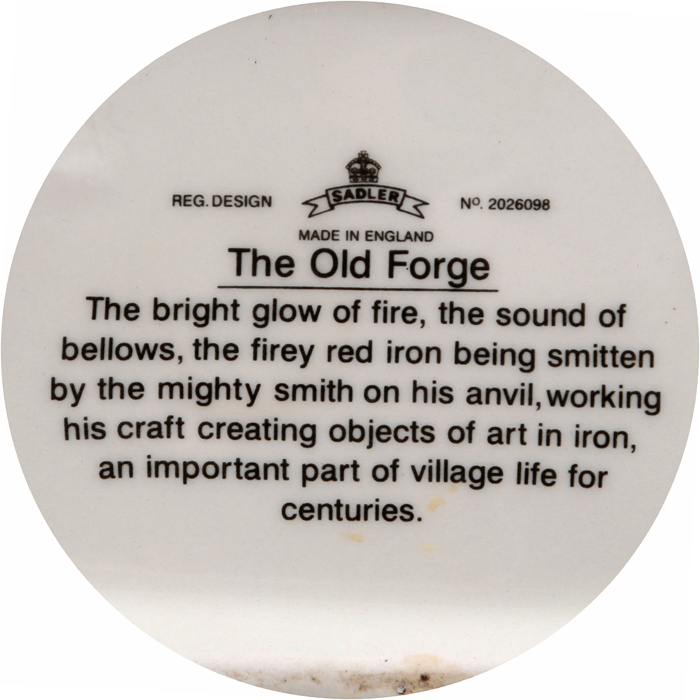 REG. DESIGN SADLER Nº. 2026098
MADE IN ENGLAND
The Old Forge
The bright glow of fire, the sound of
bellows, the firey red iron being smitten
by the mighty smith on his anvil, working
his craft creating objects of art in iron,
an important part of village life for
centuries.